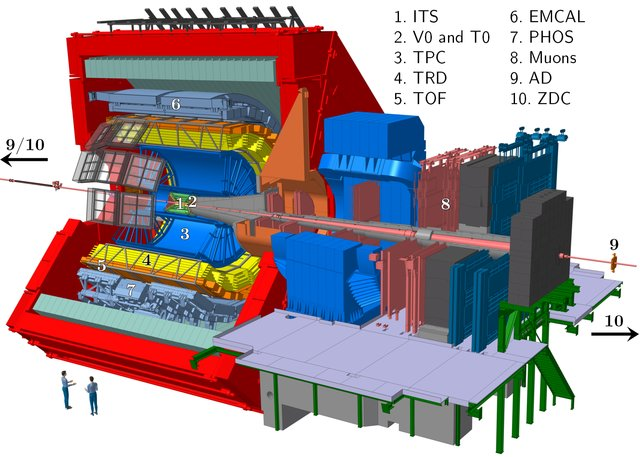 1. ITS
2. V0 and T0
3. TPC
4. TRD
5. TOF
6. EMCAL
7. PHOS
8. Muons
9. AD
10. ZDC
9/10
6
1
2
3
8
5
4
7
9
10